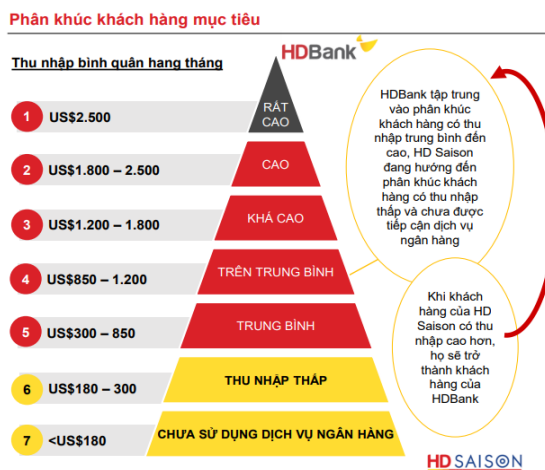 Phân khúc khách hàng mục tiêu
Thu nhập bình quân hang tháng
HDBank
1 US$2.500
RẤT
CAO
2 US$1.800 – 2.500
CAO
3 US$1.200 – 1.800
KHÁ CAO
4 US$850 – 1.200
TRÊN TRUNG BÌNH
5 US$300 – 850
TRUNG BÌNH
6 US$180 – 300
THU NHẬP THẤP
7 <US$180
CHƯA SỬ DỤNG DỊCH VỤ NGÂN HÀNG
HDBank tập trung
vào phân khúc
khách hàng có thu
nhập trung bình đến
cao, HD Saison
đang hướng đến
phân khúc khách
hàng có thu nhập
thấp và chưa được
tiếp cận dịch vụ
ngân hàng
Khi khách
hàng của HD
Saison có thu
nhập cao hơn,
họ sẽ trở
thành khách
hàng của
HDBank
HD SAISON